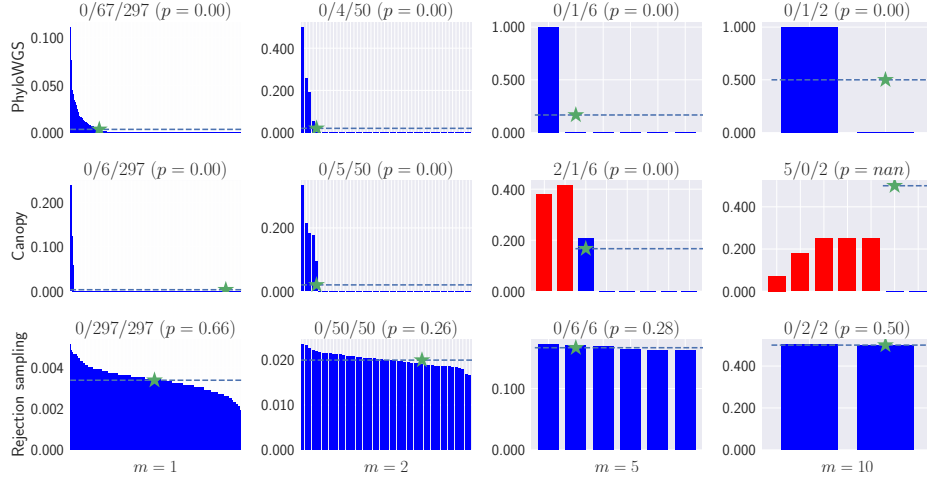 0/67/297 (p = 0.00)
0/4/50 (p = 0.00)
0/1/6 (p = 0.00)
0/1/2 (p = 0.00)
PhyloWGS
0.100
0.050
0.000
0.400
0.200
0.000
1.000
0.500
0.000
1.000
0.500
0.000
0/6/297 (p = 0.00)
0/5/50 (p = 0.00)
2/1/6 (p = 0.00)
5/0/2 (p = nan)
Canopy
0.200
0.100
0.000
0.200
0.000
0.400
0.200
0.000
0.400
0.200
0.000
0/297/297 (p = 0.66)
0/50/50 (p = 0.26)
0/6/6 (p = 0.28)
0/2/2 (p = 0.50)
Rejection sampling
0.004
0.002
0.000
0.020
0.010
0.000
0.100
0.000
0.400
0.200
0.000
m = 1
m = 2
m = 5
m = 10